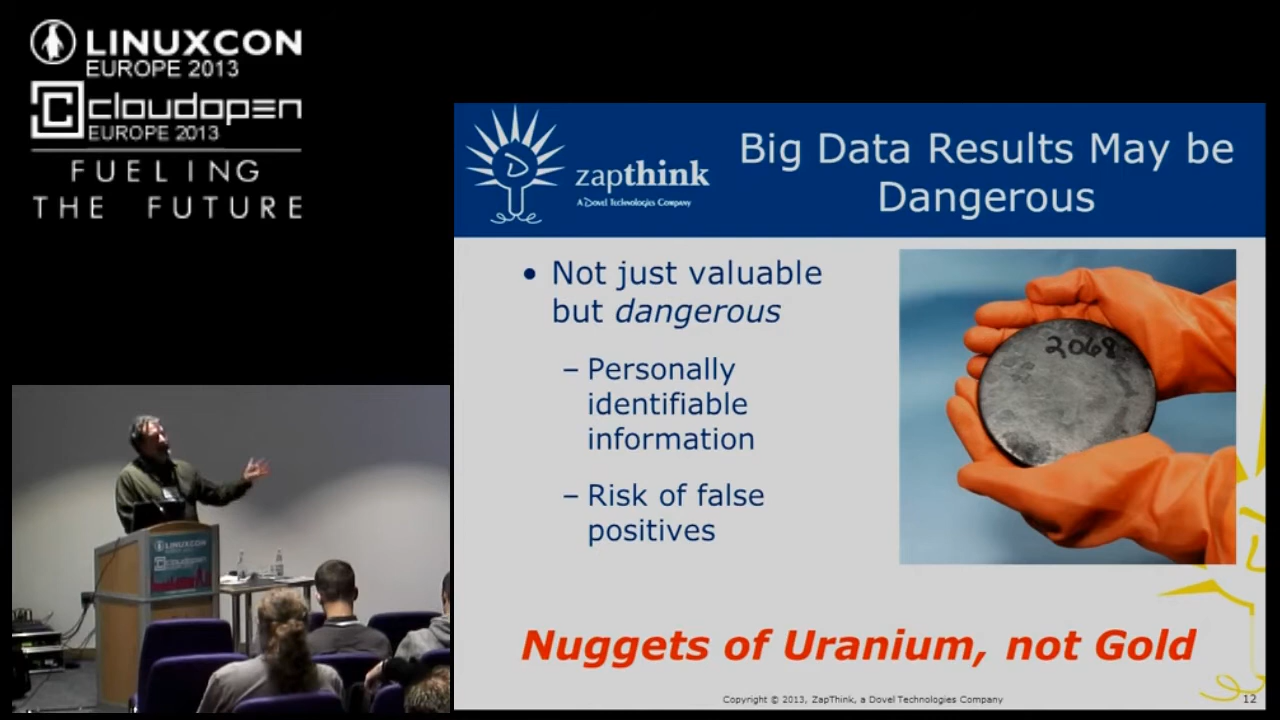 LINUXCON
EUROPE 2013
cloudopen
EUROPE 2013
FUELING
THE FUTURE
zapthink
A Dovel Technologies Company
Big Data Results May be
Dangerous
• Not just valuable
but dangerous
– Personally
identifiable
information
– Risk of false
positives
2068
Nuggets of Uranium, not Gold
Copyright © 2013, ZapThink, a Dovel Technologies Company
12
LINUXCON
cloudopen